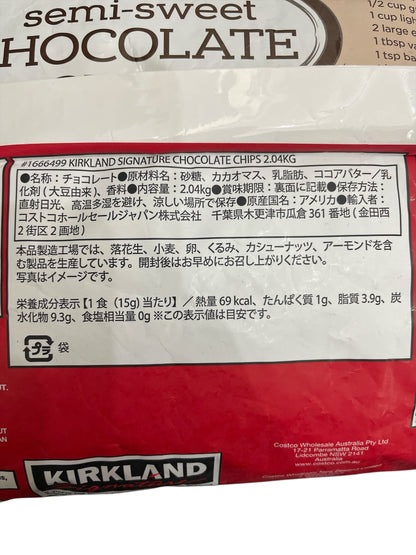 semi-sweet
CHOCOLATE
1/2 cup
1 cup
2 large
1 tbsp
1 tsp
#1666499 KIRKLAND SIGNATURE CHOCOLATE CHIPS 2.04KG
●名称：チョコレート●原材料名：砂糖、カカオマス、乳脂肪、ココアバター/乳
化剤（大豆由来）、香料●内容量：2.04kg●賞味期限：裏面に記載●保存方法：
直射日光、高温多湿を避け、涼しい場所で保存●原産国名：アメリカ●輸入者：
コストコホールセールジャパン株式会社　千葉県木更津市瓜倉 361 番地（金田西
2 街区 2 画地）
本品製造工場では、落花生、小麦、卵、くるみ、カシューナッツ、アーモンドを含
む製品を生産しています。開封後はお早めにお召し上がりください。
写真はイメージです。
栄養成分表示【1 食（15g）当たり】／熱量 69 kcal、たんぱく質 1g、脂質 3.9g、炭
水化物 9.3g、食塩相当量 0g ※この表示値は目安です。
プラ 袋
Costco Wholesale Australia Pty Ltd
17-21 Parramatta Road
Lidcombe NSW 2141
Australia
www.costco.com.au
KIRKLAND
Signature